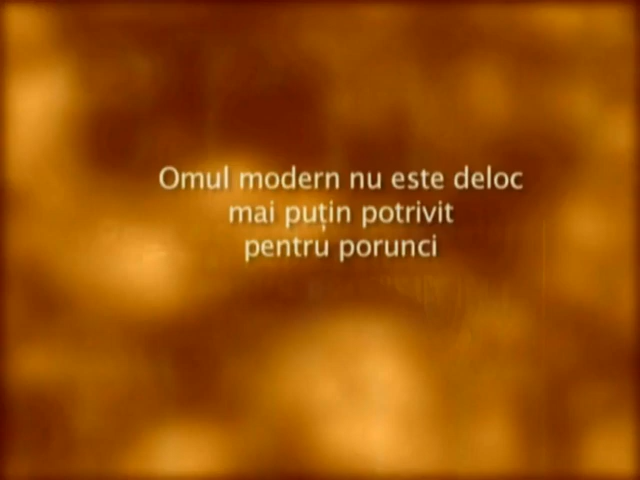 Omul modern nu este deloc
mai puțin potrivit
pentru porunci